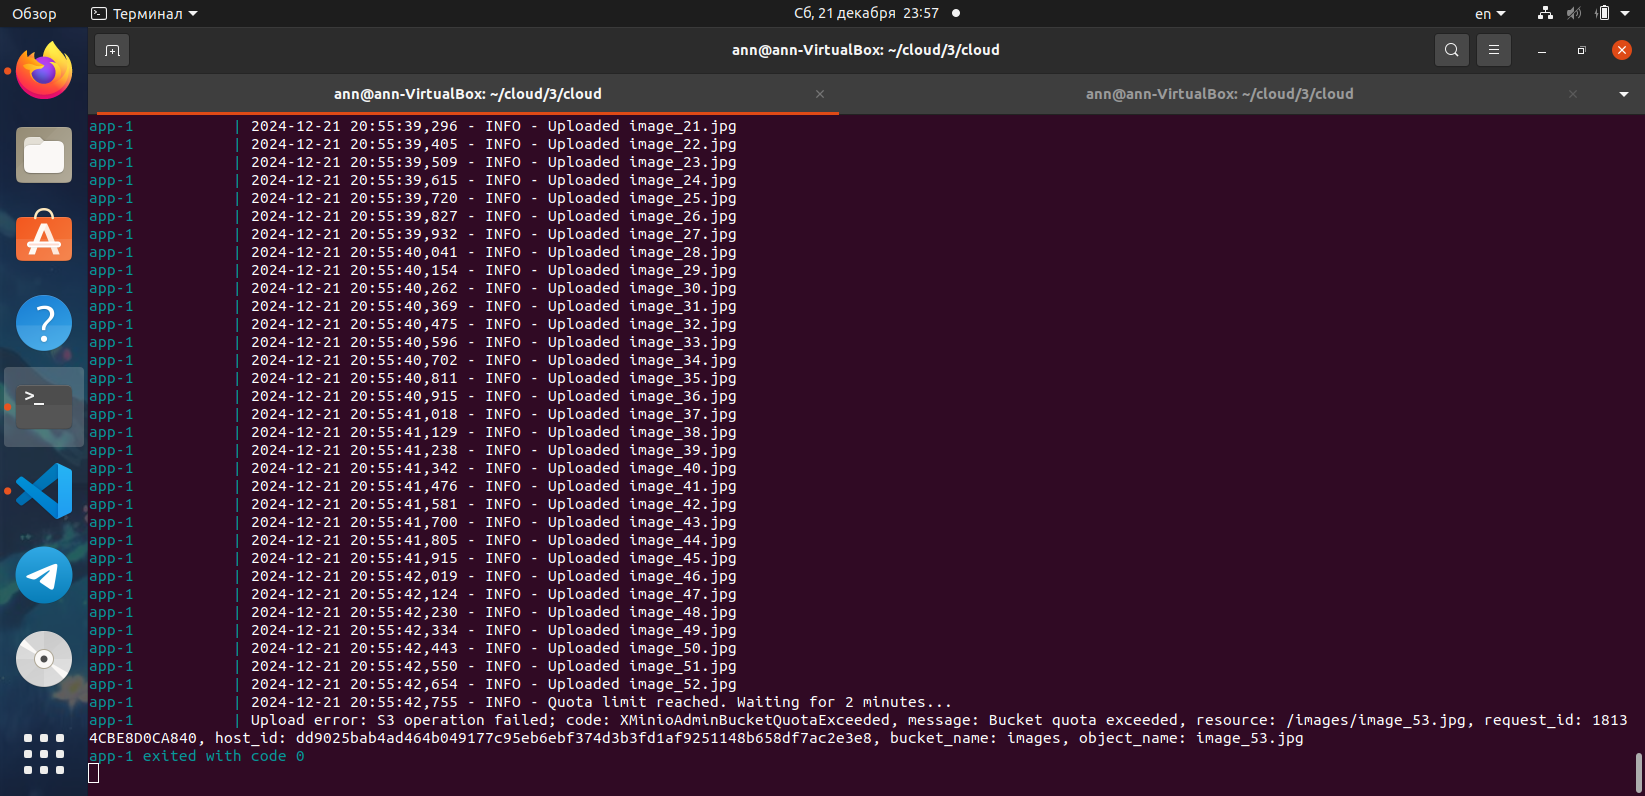 Обзор
Терминал
Сб, 21 декабря 23:57
en
ann@ann-VirtualBox: ~/cloud/3/cloud
ann@ann-VirtualBox: ~/cloud/3/cloud
ann@ann-VirtualBox: ~/cloud/3/cloud
app-1 | 2024-12-21 20:55:39,296 - INFO - Uploaded image_21.jpg
app-1 | 2024-12-21 20:55:39,405 - INFO - Uploaded image_22.jpg
app-1 | 2024-12-21 20:55:39,509 - INFO - Uploaded image_23.jpg
app-1 | 2024-12-21 20:55:39,615 - INFO - Uploaded image_24.jpg
app-1 | 2024-12-21 20:55:39,720 - INFO - Uploaded image_25.jpg
app-1 | 2024-12-21 20:55:39,827 - INFO - Uploaded image_26.jpg
app-1 | 2024-12-21 20:55:39,932 - INFO - Uploaded image_27.jpg
app-1 | 2024-12-21 20:55:40,041 - INFO - Uploaded image_28.jpg
app-1 | 2024-12-21 20:55:40,154 - INFO - Uploaded image_29.jpg
app-1 | 2024-12-21 20:55:40,262 - INFO - Uploaded image_30.jpg
app-1 | 2024-12-21 20:55:40,369 - INFO - Uploaded image_31.jpg
app-1 | 2024-12-21 20:55:40,475 - INFO - Uploaded image_32.jpg
app-1 | 2024-12-21 20:55:40,596 - INFO - Uploaded image_33.jpg
app-1 | 2024-12-21 20:55:40,702 - INFO - Uploaded image_34.jpg
app-1 | 2024-12-21 20:55:40,811 - INFO - Uploaded image_35.jpg
app-1 | 2024-12-21 20:55:40,915 - INFO - Uploaded image_36.jpg
app-1 | 2024-12-21 20:55:41,018 - INFO - Uploaded image_37.jpg
app-1 | 2024-12-21 20:55:41,129 - INFO - Uploaded image_38.jpg
app-1 | 2024-12-21 20:55:41,238 - INFO - Uploaded image_39.jpg
app-1 | 2024-12-21 20:55:41,342 - INFO - Uploaded image_40.jpg
app-1 | 2024-12-21 20:55:41,476 - INFO - Uploaded image_41.jpg
app-1 | 2024-12-21 20:55:41,581 - INFO - Uploaded image_42.jpg
app-1 | 2024-12-21 20:55:41,700 - INFO - Uploaded image_43.jpg
app-1 | 2024-12-21 20:55:41,805 - INFO - Uploaded image_44.jpg
app-1 | 2024-12-21 20:55:41,915 - INFO - Uploaded image_45.jpg
app-1 | 2024-12-21 20:55:42,019 - INFO - Uploaded image_46.jpg
app-1 | 2024-12-21 20:55:42,124 - INFO - Uploaded image_47.jpg
app-1 | 2024-12-21 20:55:42,230 - INFO - Uploaded image_48.jpg
app-1 | 2024-12-21 20:55:42,334 - INFO - Uploaded image_49.jpg
app-1 | 2024-12-21 20:55:42,443 - INFO - Uploaded image_50.jpg
app-1 | 2024-12-21 20:55:42,550 - INFO - Uploaded image_51.jpg
app-1 | 2024-12-21 20:55:42,654 - INFO - Uploaded image_52.jpg
app-1 | 2024-12-21 20:55:42,755 - INFO - Quota limit reached. Waiting for 2 minutes...
app-1 | Upload error: S3 operation failed; code: XMinioAdminBucketQuotaExceeded, message: Bucket quota exceeded, resource: /images/image_53.jpg, request_id: 1813
4CBE8D0CA840, host_id: dd9025bab4ad464b049177c95eb6ebf374d3b3fd1af9251148b658df7ac2e3e8, bucket_name: images, object_name: image_53.jpg
app-1 exited with code 0